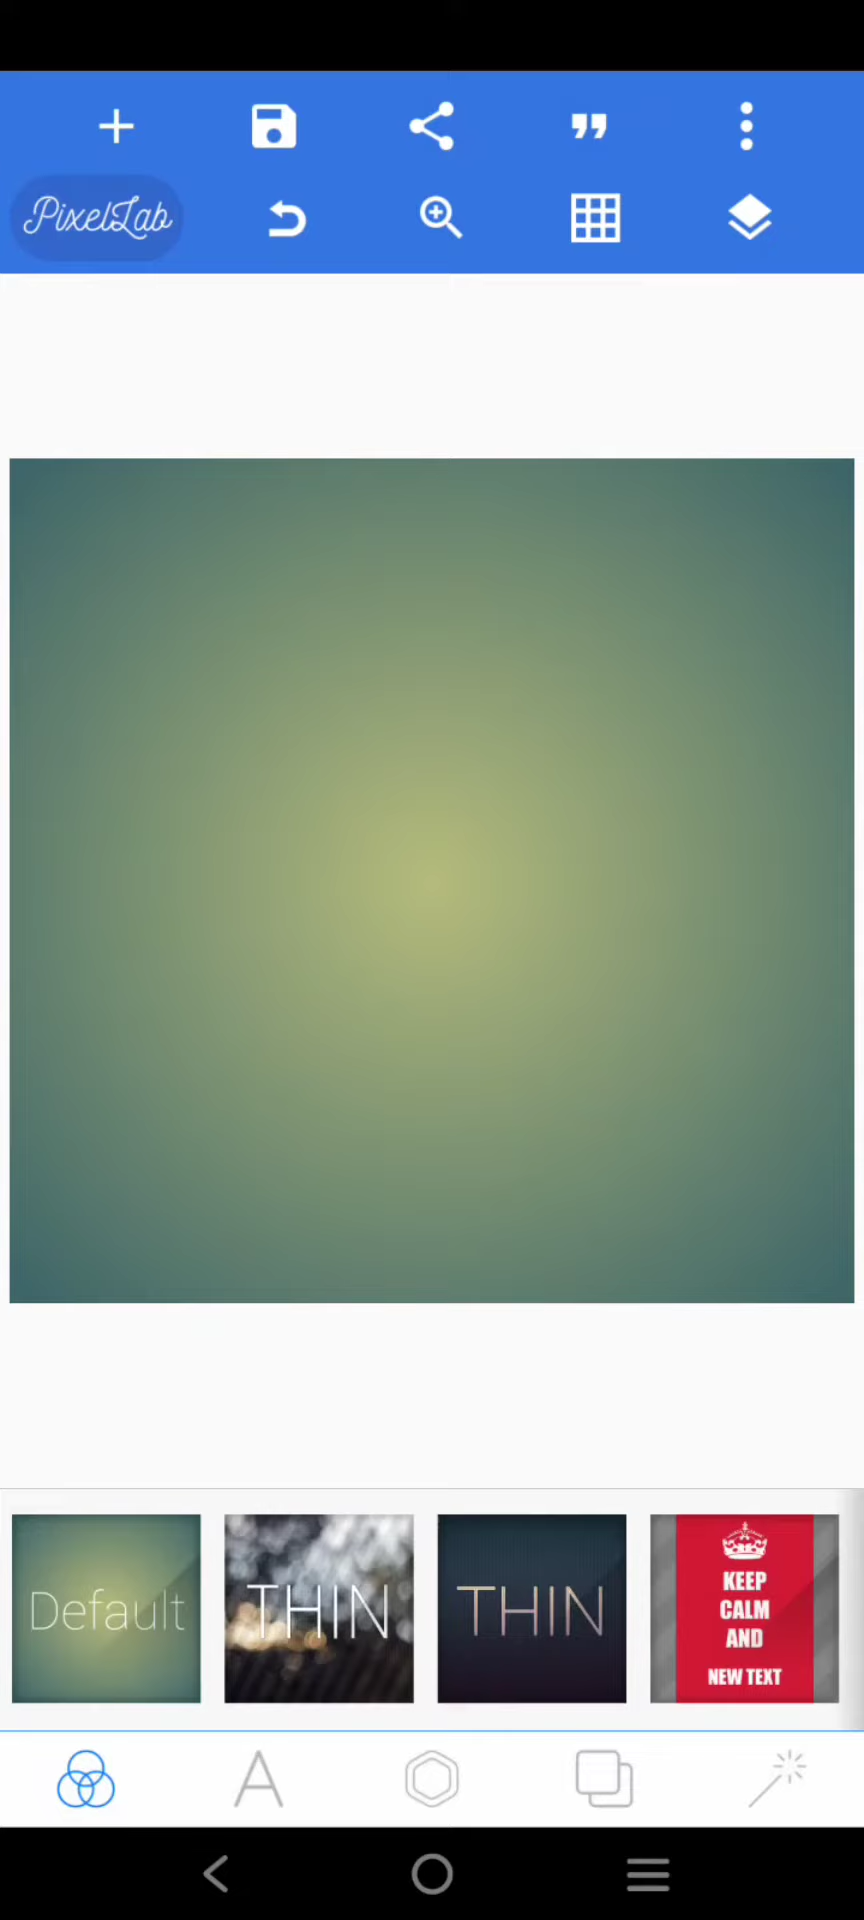 PixelLab
Default
THIN
THIN
KEEP
CALM
AND
NEW TEXT